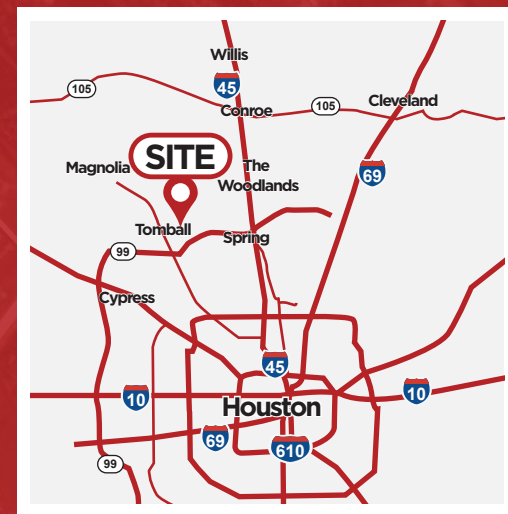 Willis
45
105
105
Cleveland
Conroe
SITE
Magnolia
The
Woodlands
69
Tomball
Spring
99
Cypress
45
10
10
Houston
69
610
99